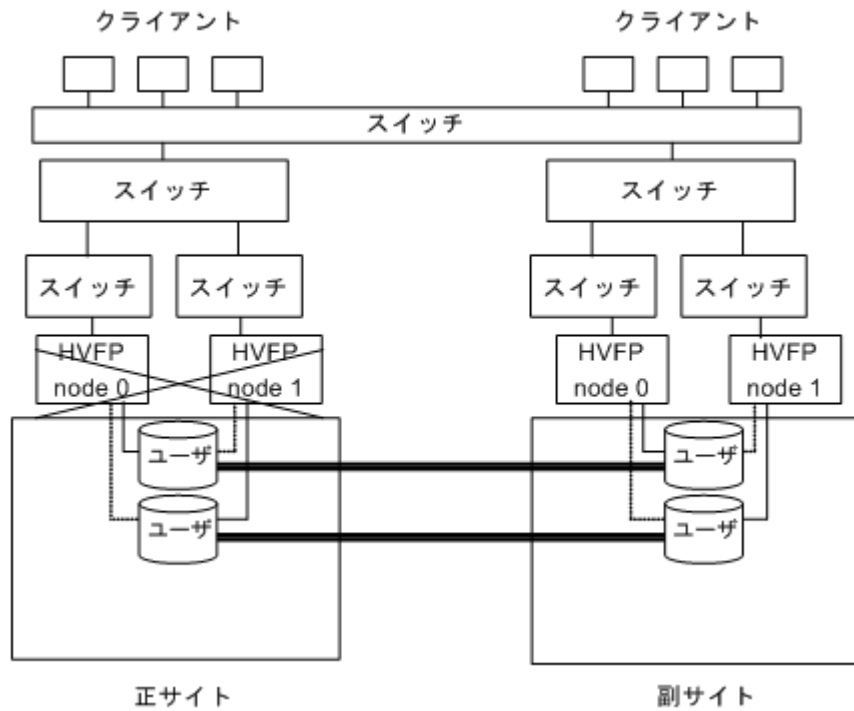 クライアント クライアント
スイッチ
スイッチ スイッチ
スイッチ スイッチ スイッチ スイッチ
HVFP HVFP HVFP HVFP
node 0 node 1 node 0 node 1
ユーザ ユーザ
ユーザ ユーザ
正サイト 副サイト